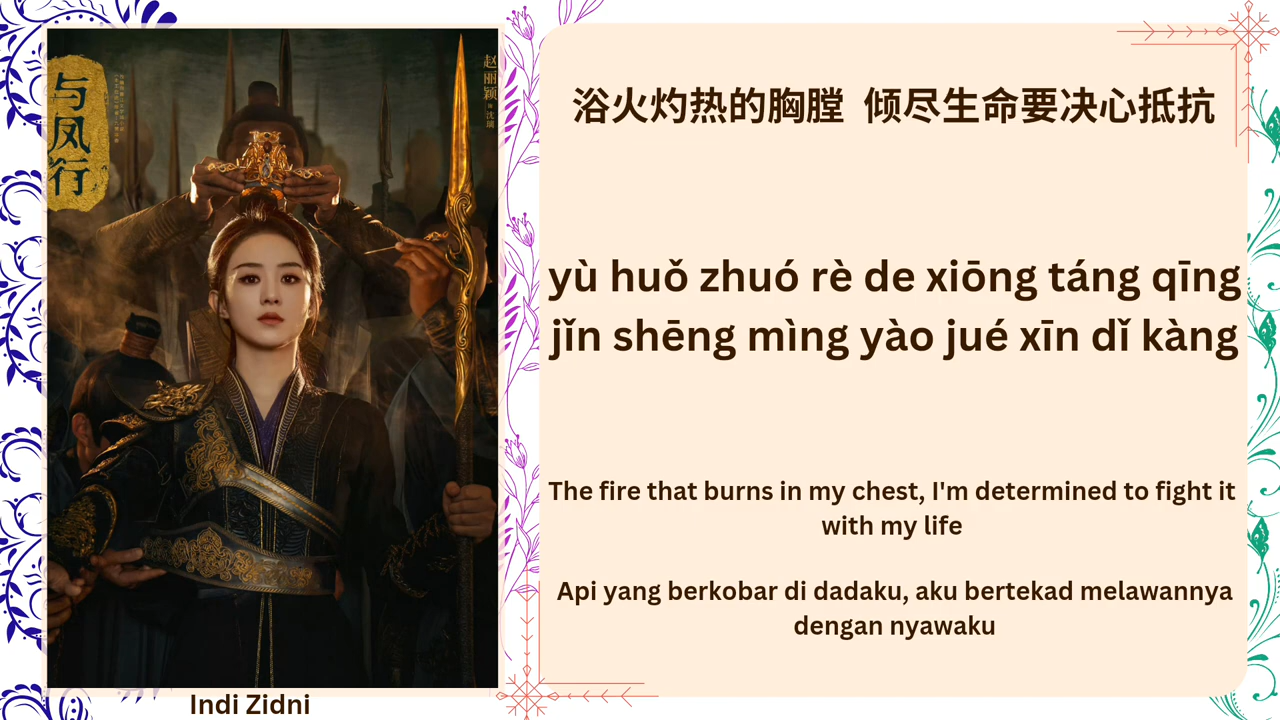 与凤行
赵丽颖
饰
沈璃
浴火灼热的胸膛 倾尽生命要决心抵抗
yù huǒ zhuó rè de xiōng táng qīng
jǐn shēng mìng yào jué xīn dǐ kàng
The fire that burns in my chest, I'm determined to fight it
with my life
Api yang berkobar di dadaku, aku bertekad melawannya
dengan nyawaku
Indi Zidni